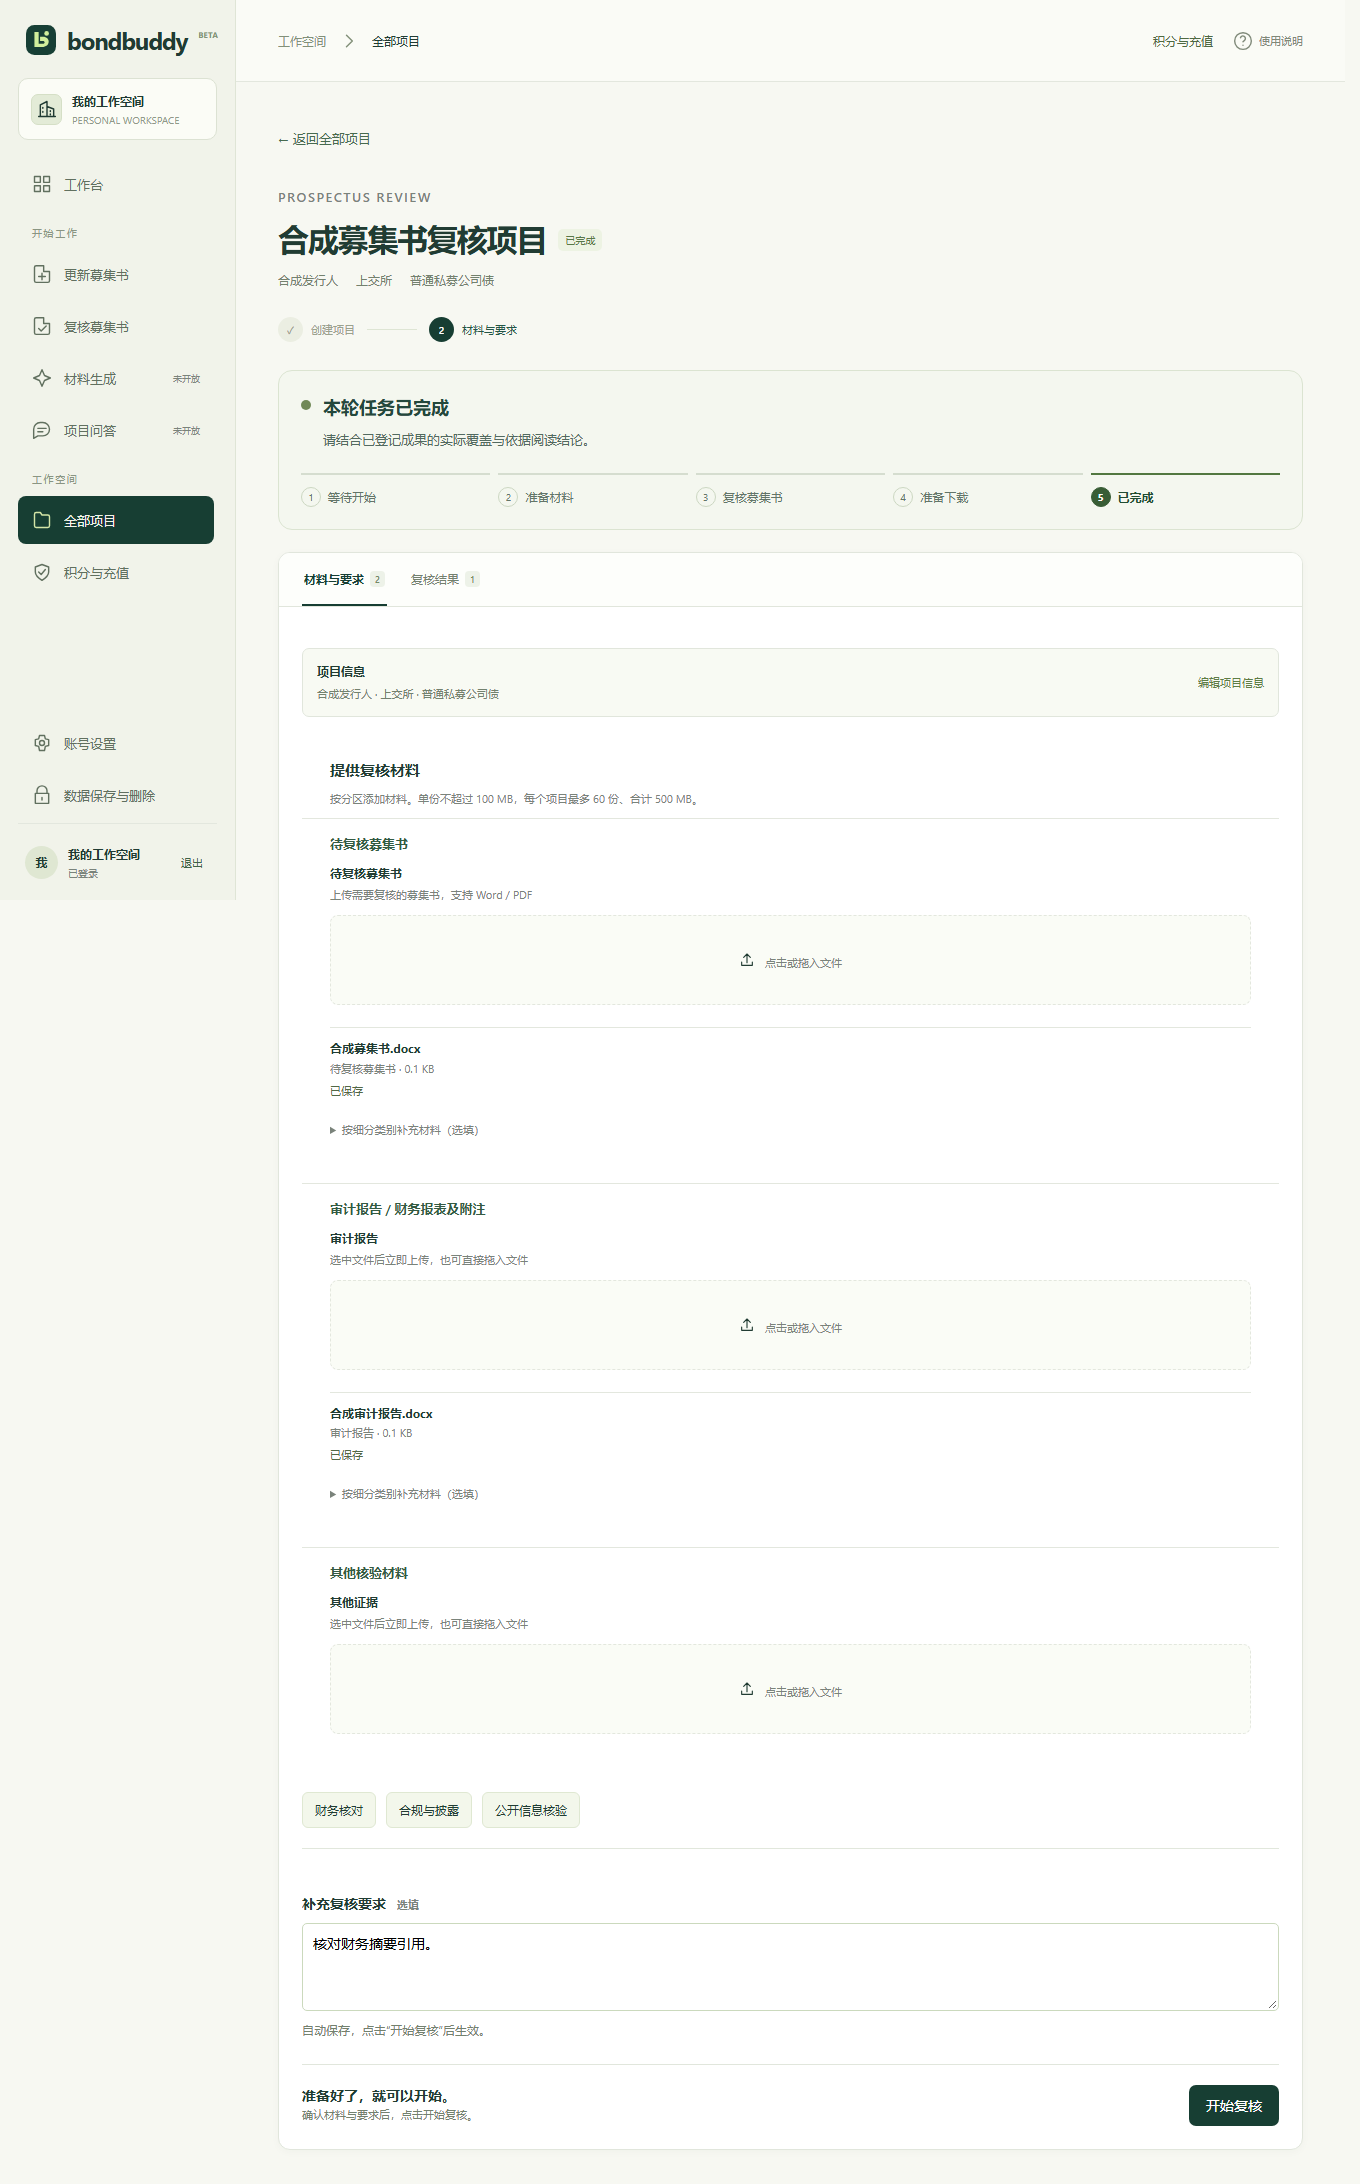 bondbuddy BETA
我的工作空间
PERSONAL WORKSPACE
工作台
开始工作
更新募集书
复核募集书
材料生成 未开放
项目问答 未开放
工作空间
全部项目
积分与充值
账号设置
数据保存与删除
我 我的工作空间
已登录
退出
工作空间 全部项目
积分与充值 使用说明
← 返回全部项目
PROSPECTUS REVIEW
合成募集书复核项目 已完成
合成发行人 上交所 普通私募公司债
✓ 创建项目 2 材料与要求
本轮任务已完成
请结合已登记成果的实际覆盖与依据阅读结论。
1 等待开始 2 准备材料 3 复核募集书 4 准备下载 5 已完成
材料与要求 2 复核结果 1
项目信息
合成发行人 · 上交所 · 普通私募公司债
编辑项目信息
提供复核材料
按分区添加材料。单份不超过 100 MB，每个项目最多 60 份、合计 500 MB。
待复核募集书
待复核募集书
上传需要复核的募集书，支持 Word / PDF
点击或拖入文件
合成募集书.docx
待复核募集书 · 0.1 KB
已保存
▶ 按细分类别补充材料（选填）
审计报告 / 财务报表及附注
审计报告
选中文件后立即上传，也可直接拖入文件
点击或拖入文件
合成审计报告.docx
审计报告 · 0.1 KB
已保存
▶ 按细分类别补充材料（选填）
其他核验材料
其他证据
选中文件后立即上传，也可直接拖入文件
点击或拖入文件
财务核对 合规与披露 公开信息核验
补充复核要求 选填
核对财务摘要引用。
自动保存，点击“开始复核”后生效。
准备好了，就可以开始。
确认材料与要求后，点击开始复核。
开始复核